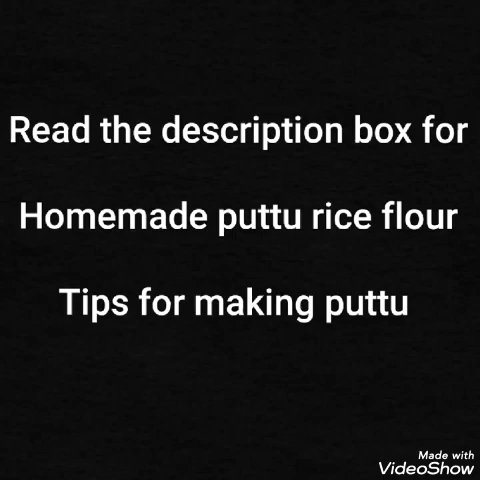 Read the description box for
Homemade puttu rice flour
Tips for making puttu
Made with
VideoShow